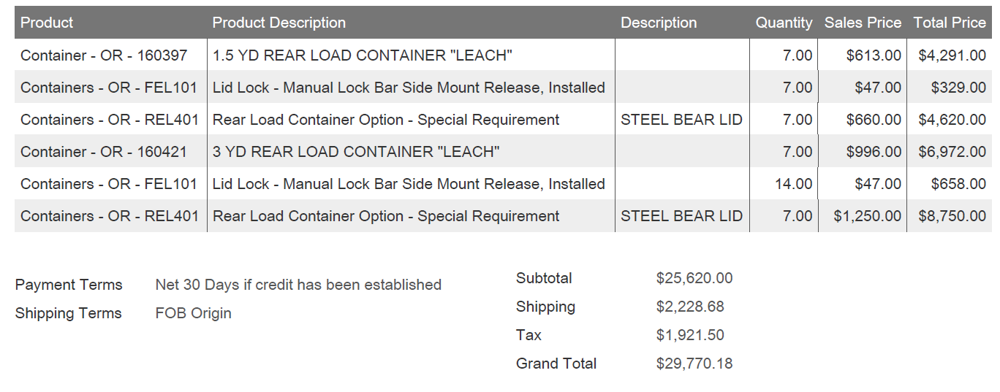 Product Product Description Description Quantity Sales Price Total Price
Container - OR - 160397 1.5 YD REAR LOAD CONTAINER "LEACH" 7.00 $613.00 $4,291.00
Containers - OR - FEL101 Lid Lock - Manual Lock Bar Side Mount Release, Installed 7.00 $47.00 $329.00
Containers - OR - REL401 Rear Load Container Option - Special Requirement STEEL BEAR LID 7.00 $660.00 $4,620.00
Container - OR - 160421 3 YD REAR LOAD CONTAINER "LEACH" 7.00 $996.00 $6,972.00
Containers - OR - FEL101 Lid Lock - Manual Lock Bar Side Mount Release, Installed 14.00 $47.00 $658.00
Containers - OR - REL401 Rear Load Container Option - Special Requirement STEEL BEAR LID 7.00 $1,250.00 $8,750.00
Payment Terms Net 30 Days if credit has been established
Shipping Terms FOB Origin
Subtotal $25,620.00
Shipping $2,228.68
Tax $1,921.50
Grand Total $29,770.18